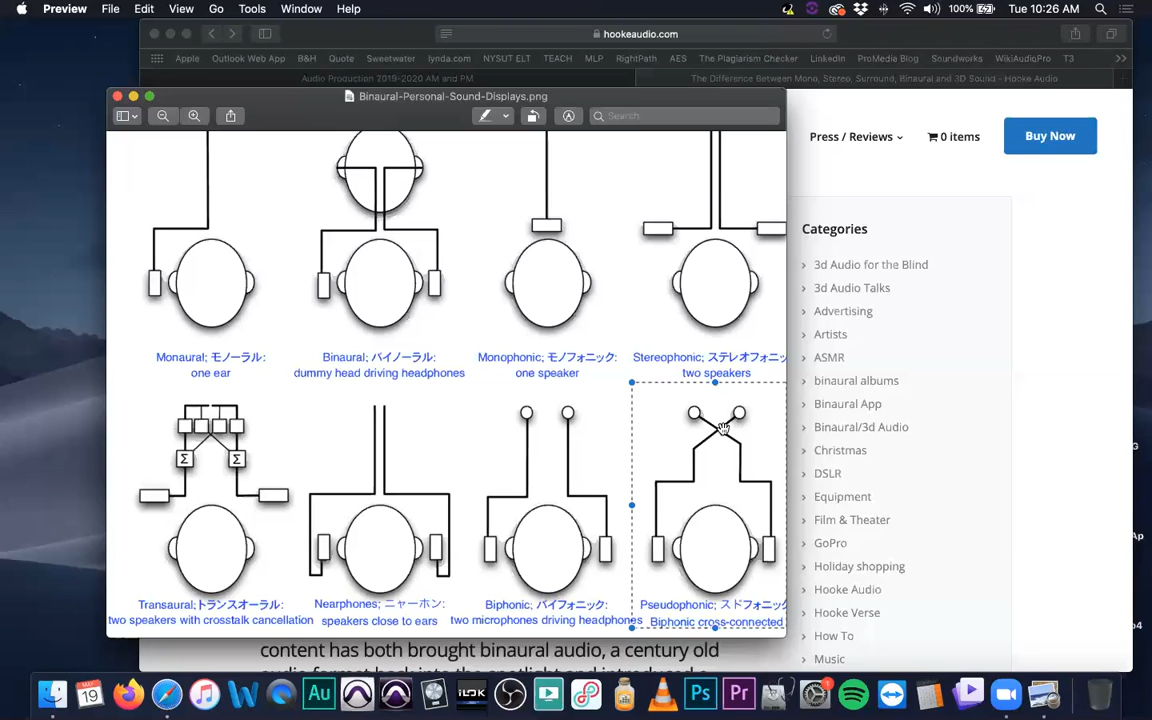 Preview File Edit View Go Tools Window Help
100% Tue 10:26 AM
hookeaudio.com
Apple Outlook Web App B&H Quote Sweetwater lynda.com NYSUT ELT TEACH MLP RightPath AES The Plagiarism Checker LinkedIn ProMedia Blog Soundworks WikiAudioPro T3
Audio Production 2019-2020 AM and PM
The Difference Between Mono, Stereo, Surround, Binaural and 3D Sound - Hooke Audio
Binaural-Personal-Sound-Displays.png
Search
Press / Reviews
0 items
Buy Now
Monaural; モノーラル:
one ear
Binaural; バイノーラル:
dummy head driving headphones
Monophonic; モノフォニック:
one speaker
Stereophonic; ステレオフォニッ
two speakers
Σ Σ
Transaural;トランスオーラル:
two speakers with crosstalk cancellation
Nearphones; ニャーホン:
speakers close to ears
Biphonic; バイフォニック:
two microphones driving headphones
Pseudophonic; スドフォニック
Biphonic cross-connected
Categories
3d Audio for the Blind
3d Audio Talks
Advertising
Artists
ASMR
binaural albums
Binaural App
Binaural/3d Audio
Christmas
DSLR
Equipment
Film & Theater
GoPro
Holiday shopping
Hooke Audio
Hooke Verse
How To
Music
content has both brought binaural audio, a century old
MAY
19
Au
iLOK
Ps
Pr